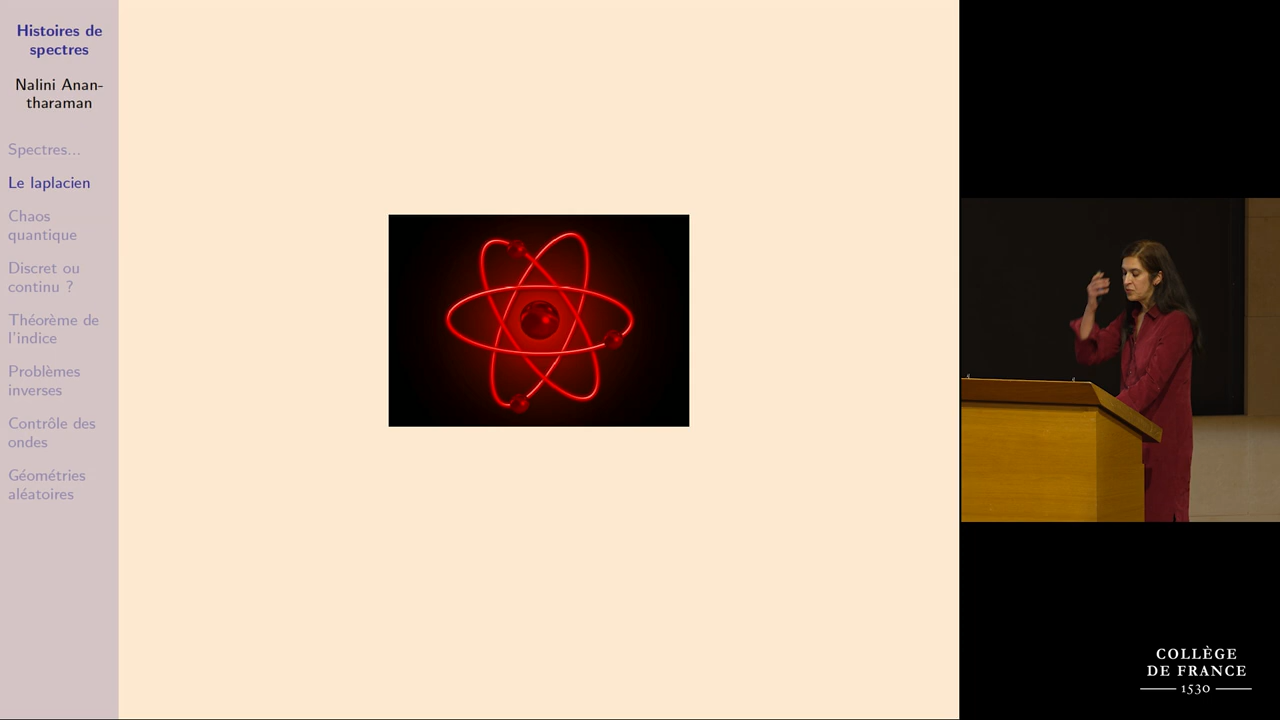 Histoires de
spectres
Nalini Anan-
tharaman
Spectres...
Le laplacien
Chaos
quantique
Discret ou
continu ?
Théorème de
l'indice
Problèmes
inverses
Contrôle des
ondes
Géométries
aléatoires
COLLÈGE
DE FRANCE
1530